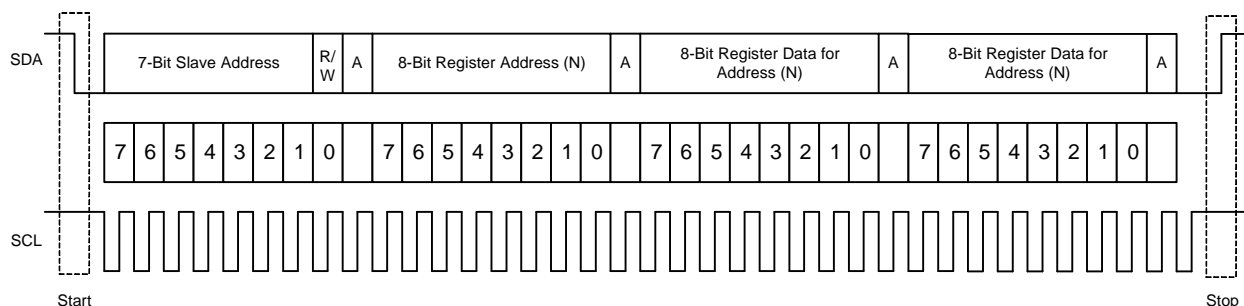 SDA
7-Bit Slave Address
R/
W
A
8-Bit Register Address (N)
A
8-Bit Register Data for
Address (N)
A
8-Bit Register Data for
Address (N)
A
7 6 5 4 3 2 1 0 7 6 5 4 3 2 1 0 7 6 5 4 3 2 1 0 7 6 5 4 3 2 1 0
SCL
Start
Stop